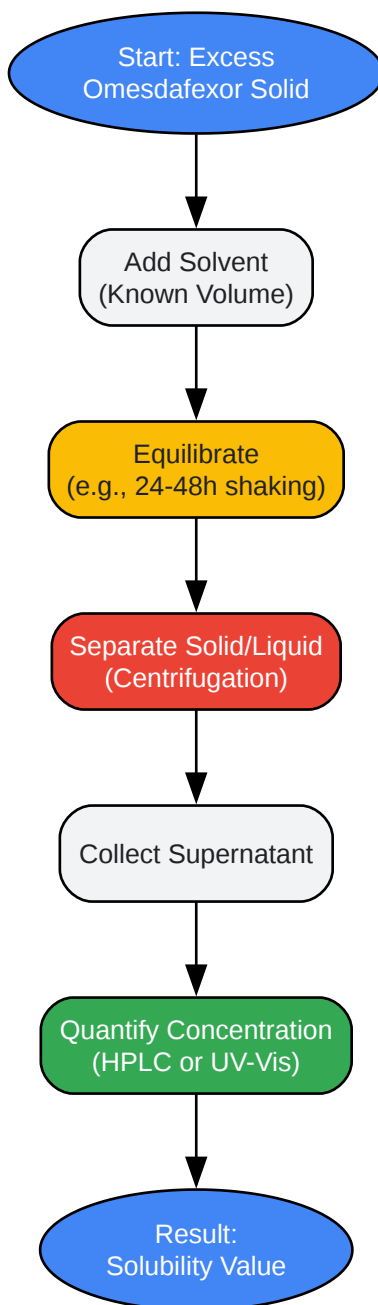 Start: Excess
Omesdafexor Solid
Add Solvent
(Known Volume)
Equilibrate
(e.g., 24-48h shaking)
Separate Solid/Liquid
(Centrifugation)
Collect Supernatant
Quantify Concentration
(HPLC or UV-Vis)
Result:
Solubility Value